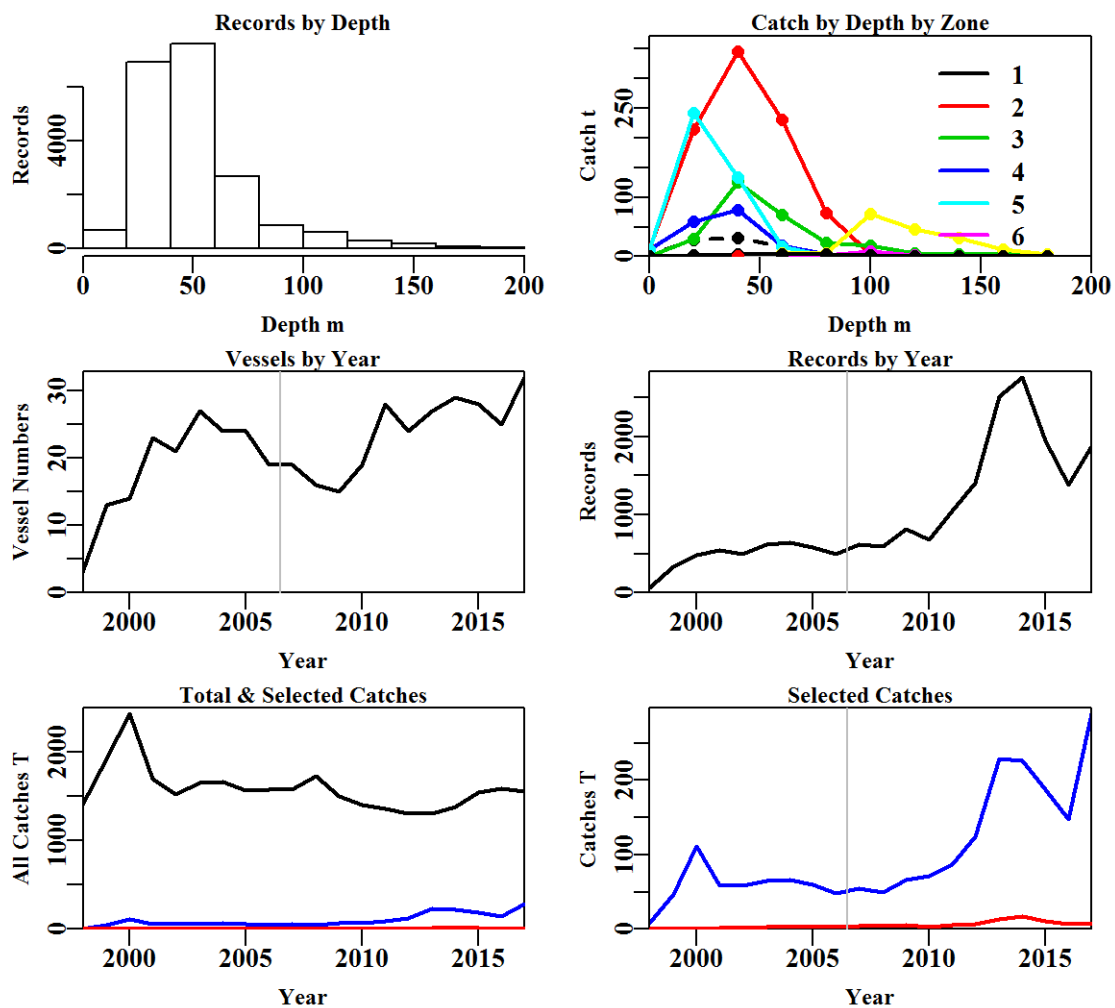 Records by Depth
Records
0 4000
0 50 100 150 200
Depth m
Catch by Depth by Zone
Catch t
0 100 250
1
2
3
4
5
6
0 50 100 150 200
Depth m
Vessels by Year
Vessel Numbers
0 10 20 30
2000 2005 2010 2015
Year
Records by Year
Records
0 1000 2000
2000 2005 2010 2015
Year
Total & Selected Catches
All Catches T
0 1000 2000
2000 2005 2010 2015
Year
Selected Catches
Catches T
0 100 200
2000 2005 2010 2015
Year